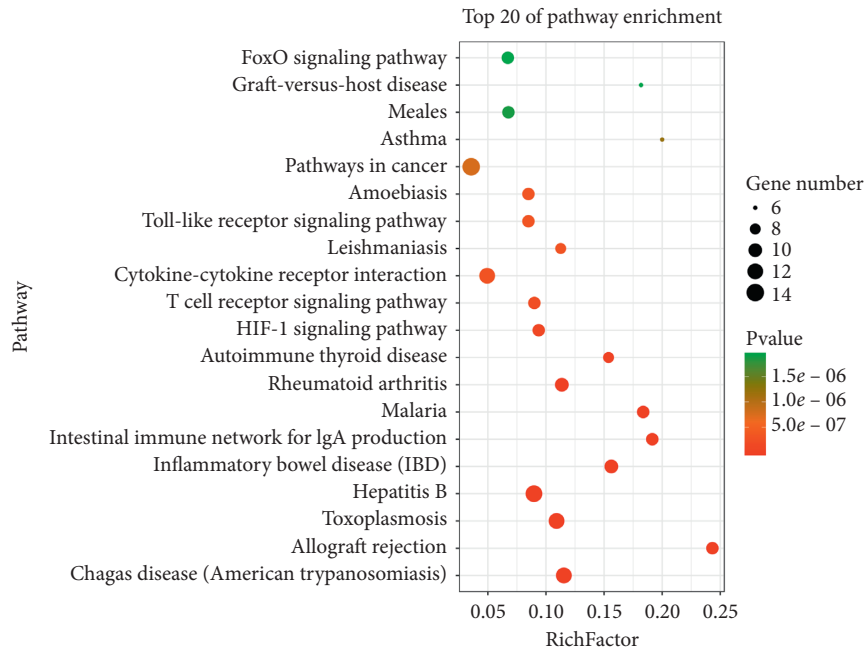 Top 20 of pathway enrichment
Pathway
FoxO signaling pathway
Graft-versus-host disease
Meales
Asthma
Pathways in cancer
Amoebiasis
Toll-like receptor signaling pathway
Leishmaniasis
Cytokine-cytokine receptor interaction
T cell receptor signaling pathway
HIF-1 signaling pathway
Autoimmune thyroid disease
Rheumatoid arthritis
Malaria
Intestinal immune network for lgA production
Inflammatory bowel disease (IBD)
Hepatitis B
Toxoplasmosis
Allograft rejection
Chagas disease (American trypanosomiasis)
0.05 0.10 0.15 0.20 0.25
RichFactor
Gene number
6
8
10
12
14
Pvalue
1.5e – 06
1.0e – 06
5.0e – 07